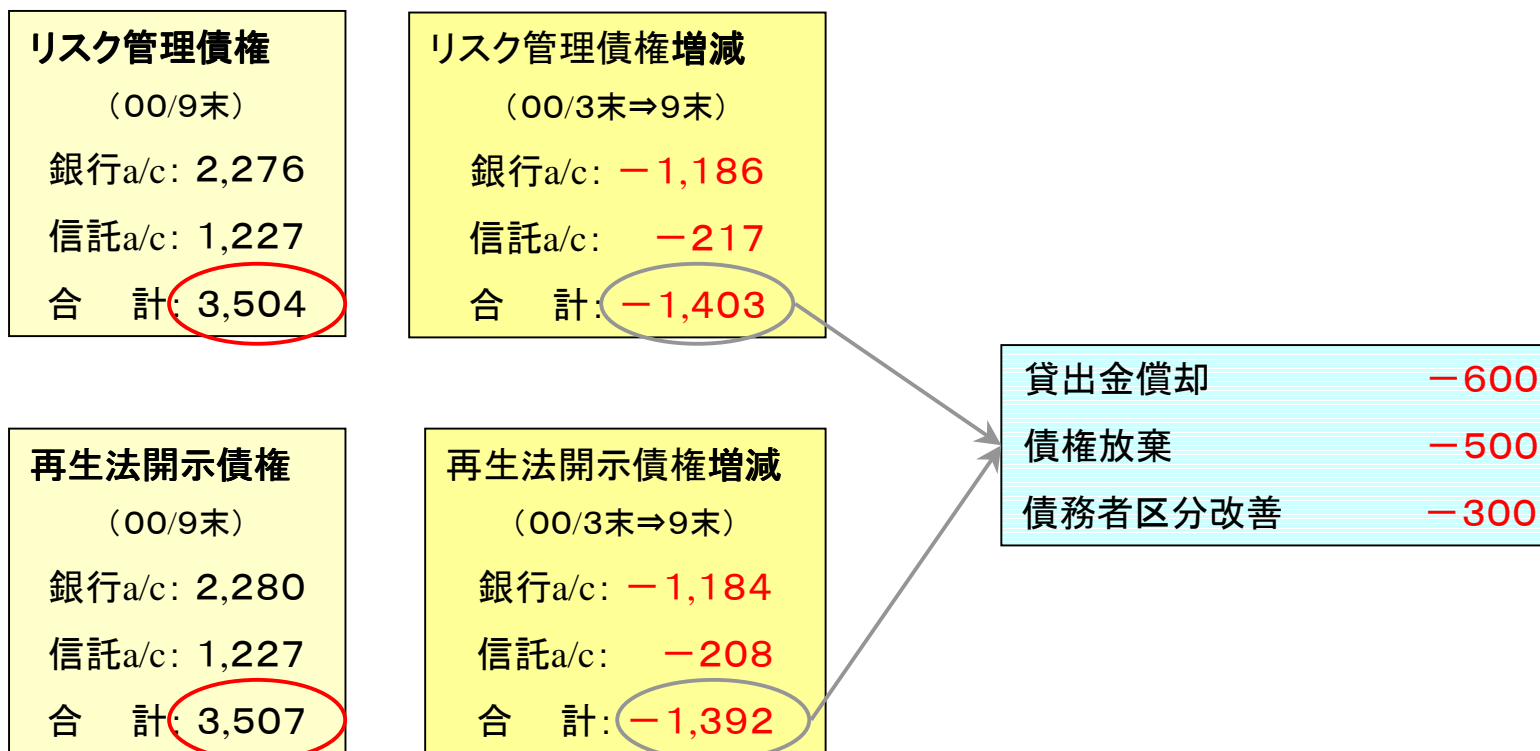 リスク管理債権
（００/９末）
銀行a/c： ２,２７６
信託a/c： １,２２７
合　計： ３,５０４
リスク管理債権増減
（００/３末⇒９末）
銀行a/c： －１,１８６
信託a/c： －２１７
合　計： －１,４０３
再生法開示債権
（００/９末）
銀行a/c： ２,２８０
信託a/c： １,２２７
合　計： ３,５０７
再生法開示債権増減
（００/３末⇒９末）
銀行a/c： －１,１８４
信託a/c： －２０８
合　計： －１,３９２
貸出金償却　－６００
債権放棄　－５００
債務者区分改善　－３００